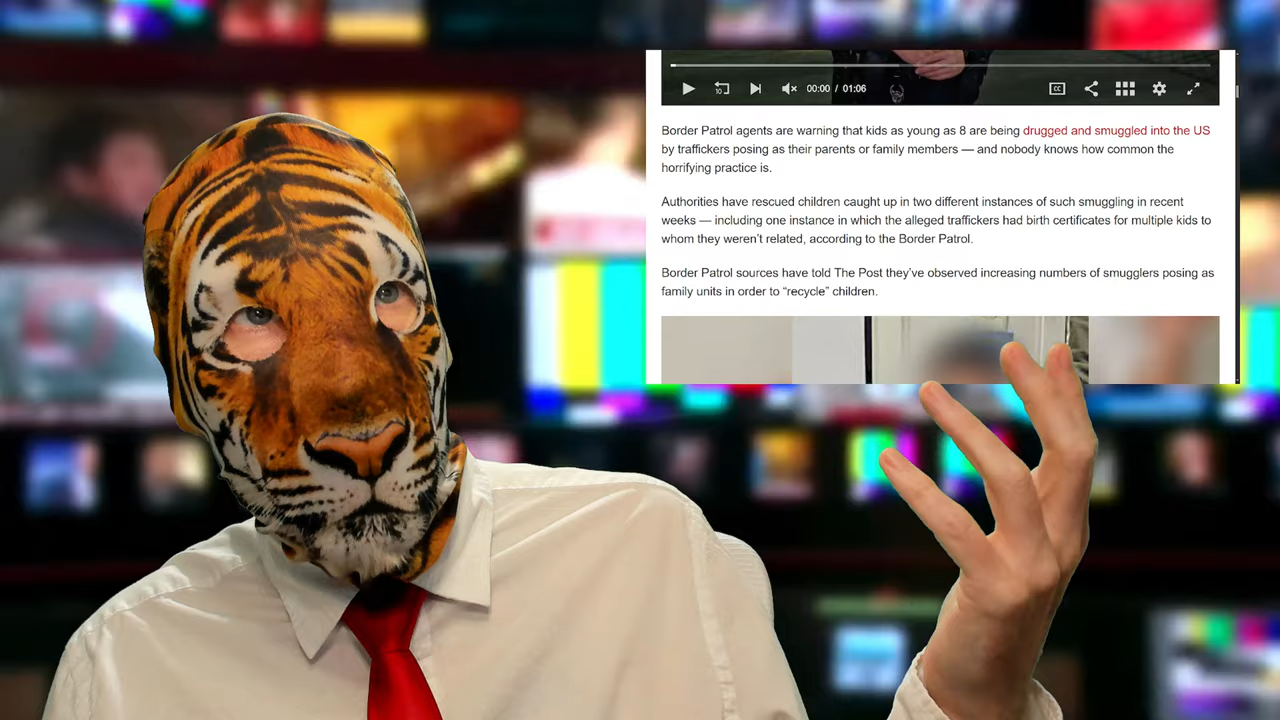 00:00 / 01:06
CC
Border Patrol agents are warning that kids as young as 8 are being drugged and smuggled into the US
by traffickers posing as their parents or family members — and nobody knows how common the
horrifying practice is.
Authorities have rescued children caught up in two different instances of such smuggling in recent
weeks — including one instance in which the alleged traffickers had birth certificates for multiple kids to
whom they weren't related, according to the Border Patrol.
Border Patrol sources have told The Post they've observed increasing numbers of smugglers posing as
family units in order to “recycle” children.